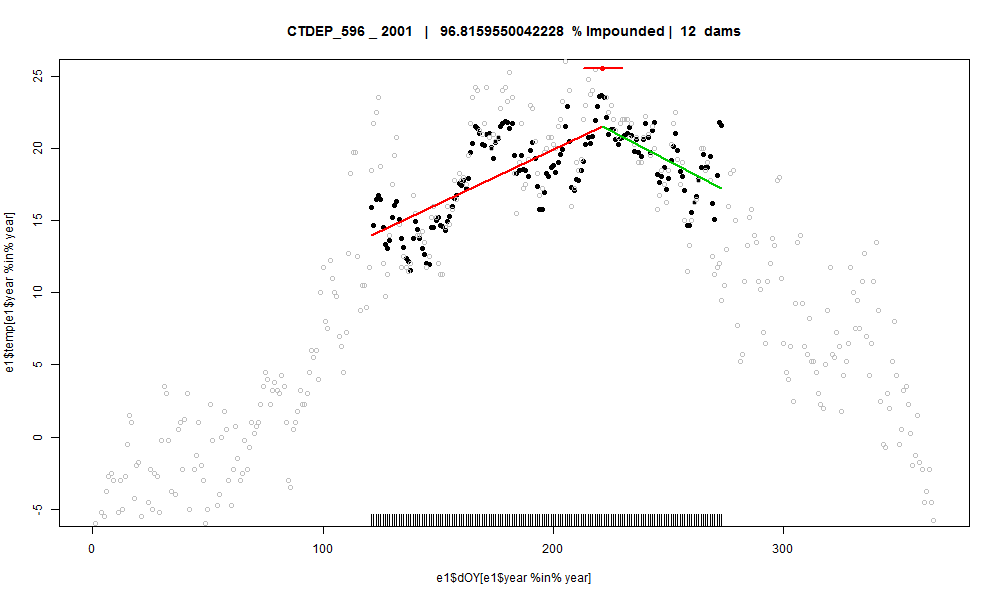 CTDEP_596 _ 2001 | 96.8159550042228 % Impounded | 12 dams
e1$temp[e1$year %in% year]
25
20
15
10
5
0
-5
0 100 200 300
e1$dOY[e1$year %in% year]